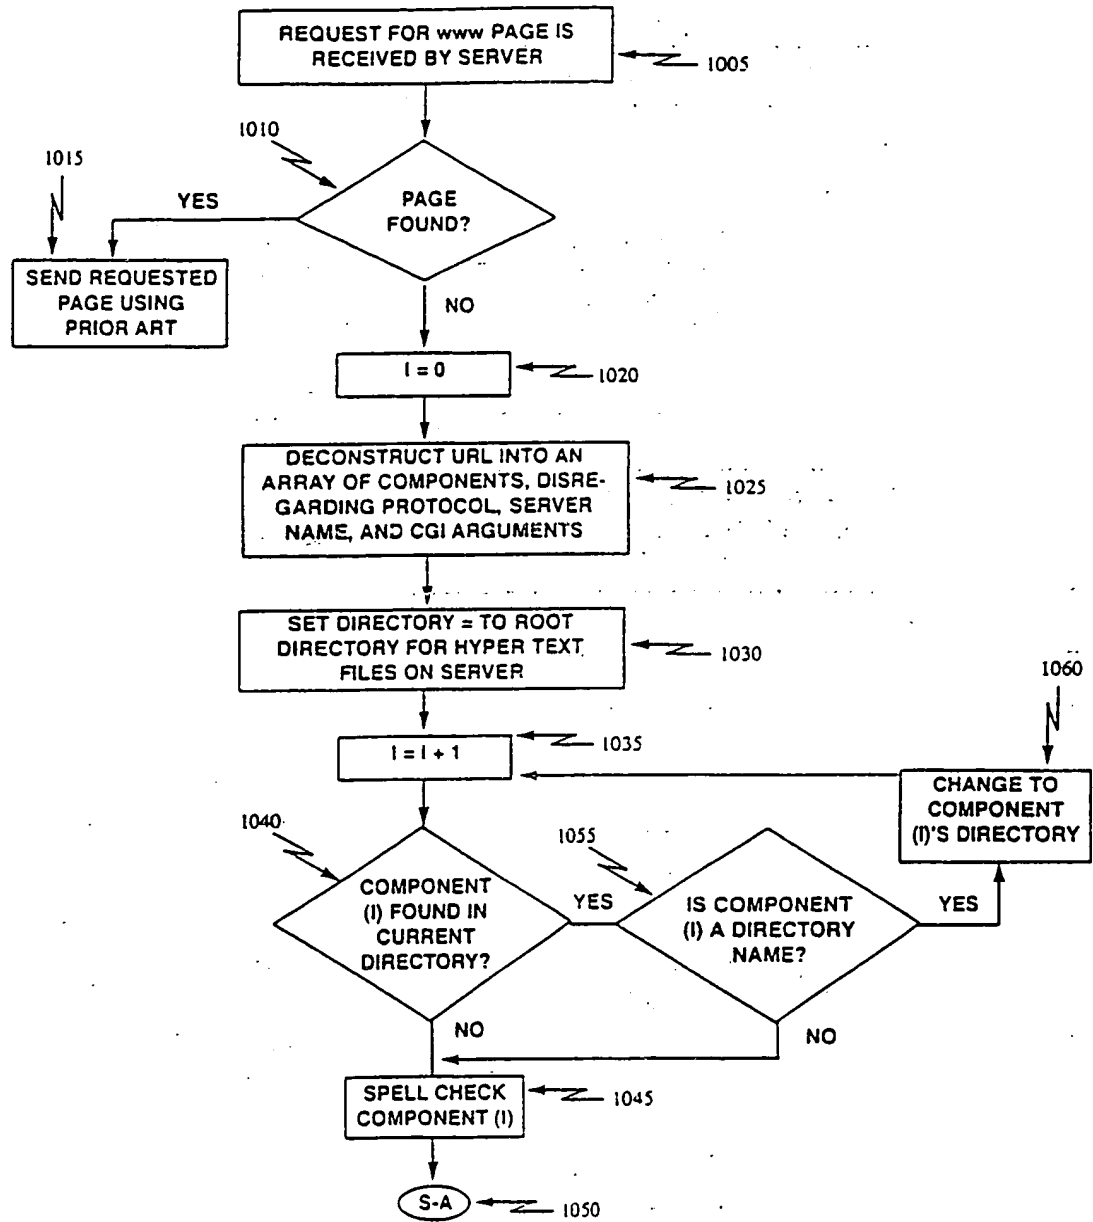 REQUEST FOR www PAGE IS
RECEIVED BY SERVER
1005
1010
1015
PAGE
FOUND?
YES
SEND REQUESTED
PAGE USING
PRIOR ART
NO
I = 0
1020
DECONSTRUCT URL INTO AN
ARRAY OF COMPONENTS, DISRE-
GARDING PROTOCOL, SERVER
NAME, AND CGI ARGUMENTS
1025
SET DIRECTORY = TO ROOT
DIRECTORY FOR HYPER TEXT
FILES ON SERVER
1030
I = I + 1
1035
1060
CHANGE TO
COMPONENT
(I)'S DIRECTORY
1040
COMPONENT
(I) FOUND IN
CURRENT
DIRECTORY?
YES
1055
IS COMPONENT
(I) A DIRECTORY
NAME?
YES
NO
NO
SPELL CHECK
COMPONENT (I)
1045
S-A
1050